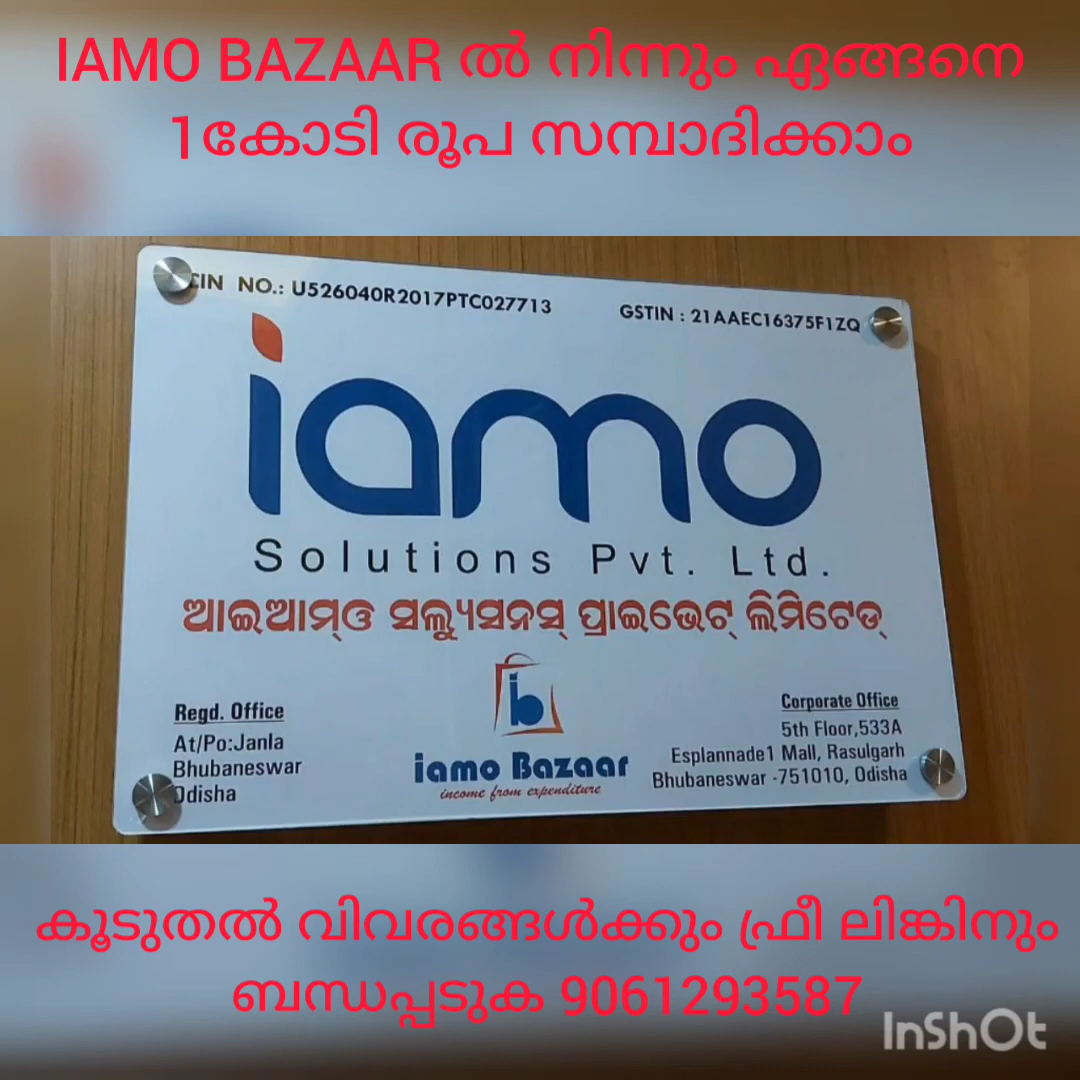 IAMO BAZAAR ൽ നിന്നും ഏങ്ങനെ
1കോടി രൂപ സമ്പാദിക്കാം
CIN NO.: U526040R2017PTC027713
GSTIN : 21AAEC16375F1ZQ
iamo
Solutions Pvt. Ltd.
ଆଇଆମ୍ଓ ସଲ୍ୟୁସନସ୍ ପ୍ରାଇଭେଟ୍ ଲିମିଟେଡ୍
Regd. Office
At/Po:Janla
Bhubaneswar
Odisha
ib
iamo Bazaar
income from expenditure
Corporate Office
5th Floor,533A
Esplannade1 Mall, Rasulgarh
Bhubaneswar -751010, Odisha
കൂടുതൽ വിവരങ്ങൾക്കും ഫ്രീ ലിങ്കിനും
ബന്ധപ്പടുക 9061293587
InShOt